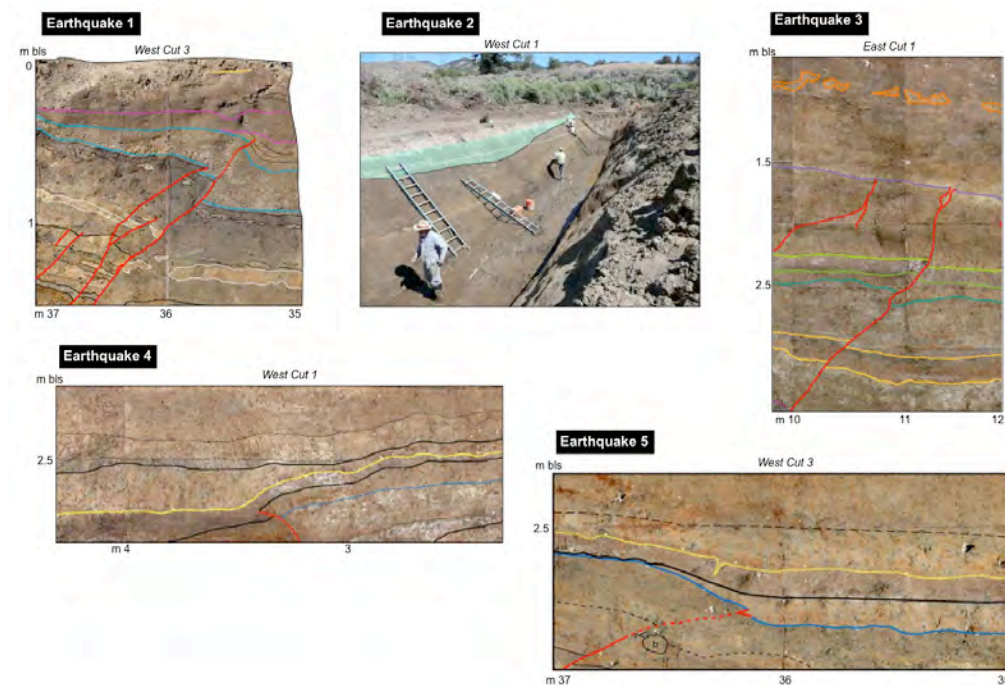 Earthquake 1
West Cut 3
m bls
0
1
m 37
36
35
Earthquake 2
West Cut 1
Earthquake 3
East Cut 1
m bls
1.5
2.5
m 10
11
12
Earthquake 4
West Cut 1
m bls
2.5
m 4
3
Earthquake 5
West Cut 3
m bls
2.5
b
m 37
36